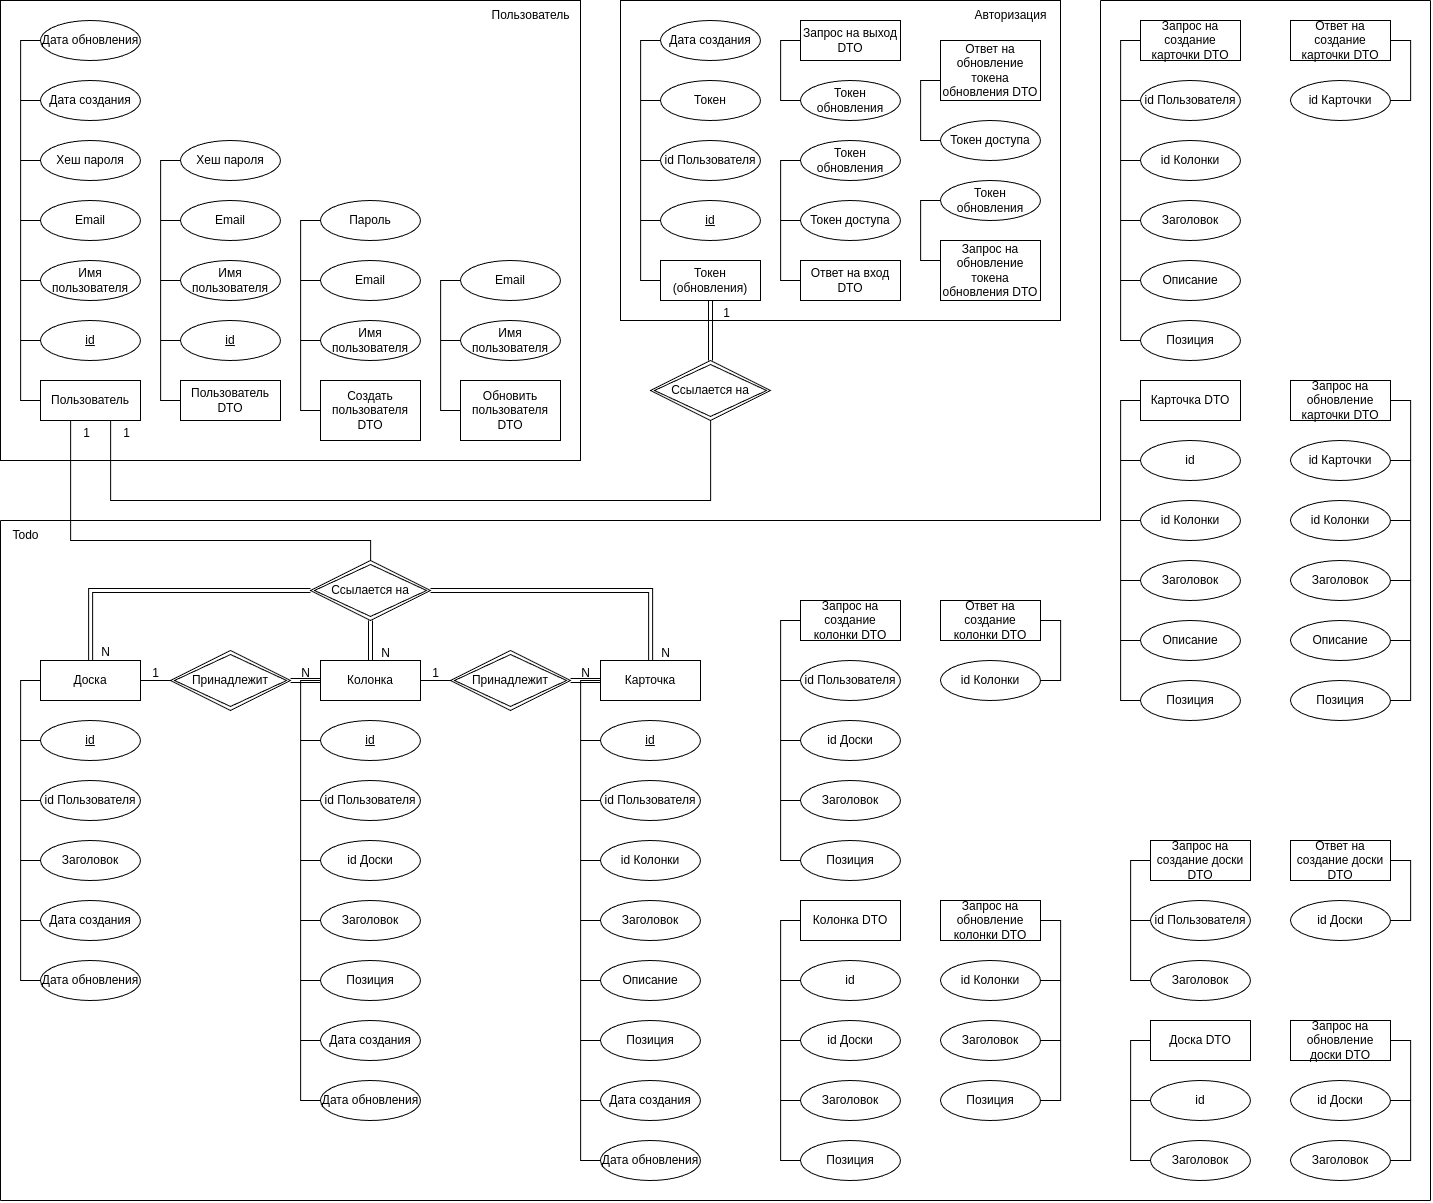 Пользователь
Дата обновления
Дата создания
Хеш пароля
Email
Имя
пользователя
id
Пользователь
1
1
Хеш пароля
Email
Имя
пользователя
id
Пользователь
DTO
Пароль
Email
Имя
пользователя
Создать
пользователя
DTO
Email
Имя
пользователя
Обновить
пользователя
DTO
Авторизация
Дата создания
Токен
id Пользователя
id
Токен
(обновления)
1
Ссылается на
Запрос на выход
DTO
Токен
обновления
Токен
обновления
Токен доступа
Ответ на вход
DTO
Ответ на
обновление
токена
обновления DTO
Токен доступа
Токен
обновления
Запрос на
обновление
токена
обновления DTO
Todo
Ссылается на
N
N
N
Доска
1
Принадлежит
N
Колонка
1
Принадлежит
N
Карточка
id
id Пользователя
Заголовок
Дата создания
Дата обновления
id
id Пользователя
id Доски
Заголовок
Позиция
Дата создания
Дата обновления
id
id Пользователя
id Колонки
Заголовок
Описание
Позиция
Дата создания
Дата обновления
Запрос на
создание
колонки DTO
id Пользователя
id Доски
Заголовок
Позиция
Ответ на
создание
колонки DTO
id Колонки
Колонка DTO
id
id Доски
Заголовок
Позиция
Запрос на
обновление
колонки DTO
id Колонки
Заголовок
Позиция
Запрос на
создание
карточки DTO
id Пользователя
id Колонки
Заголовок
Описание
Позиция
Ответ на
создание
карточки DTO
id Карточки
Карточка DTO
id
id Колонки
Заголовок
Описание
Позиция
Запрос на
обновление
карточки DTO
id Карточки
id Колонки
Заголовок
Описание
Позиция
Запрос на
создание доски
DTO
id Пользователя
Заголовок
Ответ на
создание доски
DTO
id Доски
Доска DTO
id
Заголовок
Запрос на
обновление
доски DTO
id Доски
Заголовок